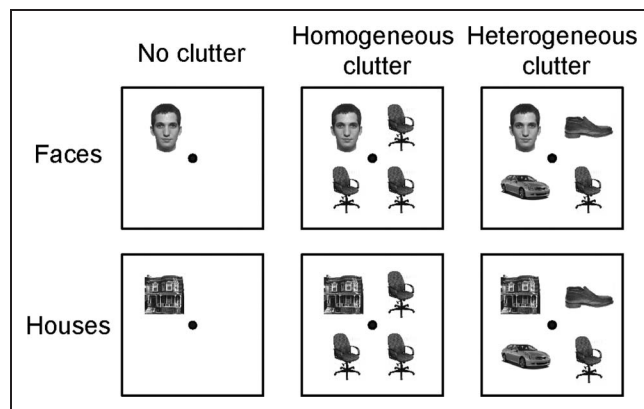 No clutter
Homogeneous
clutter
Heterogeneous
clutter
Faces
Houses